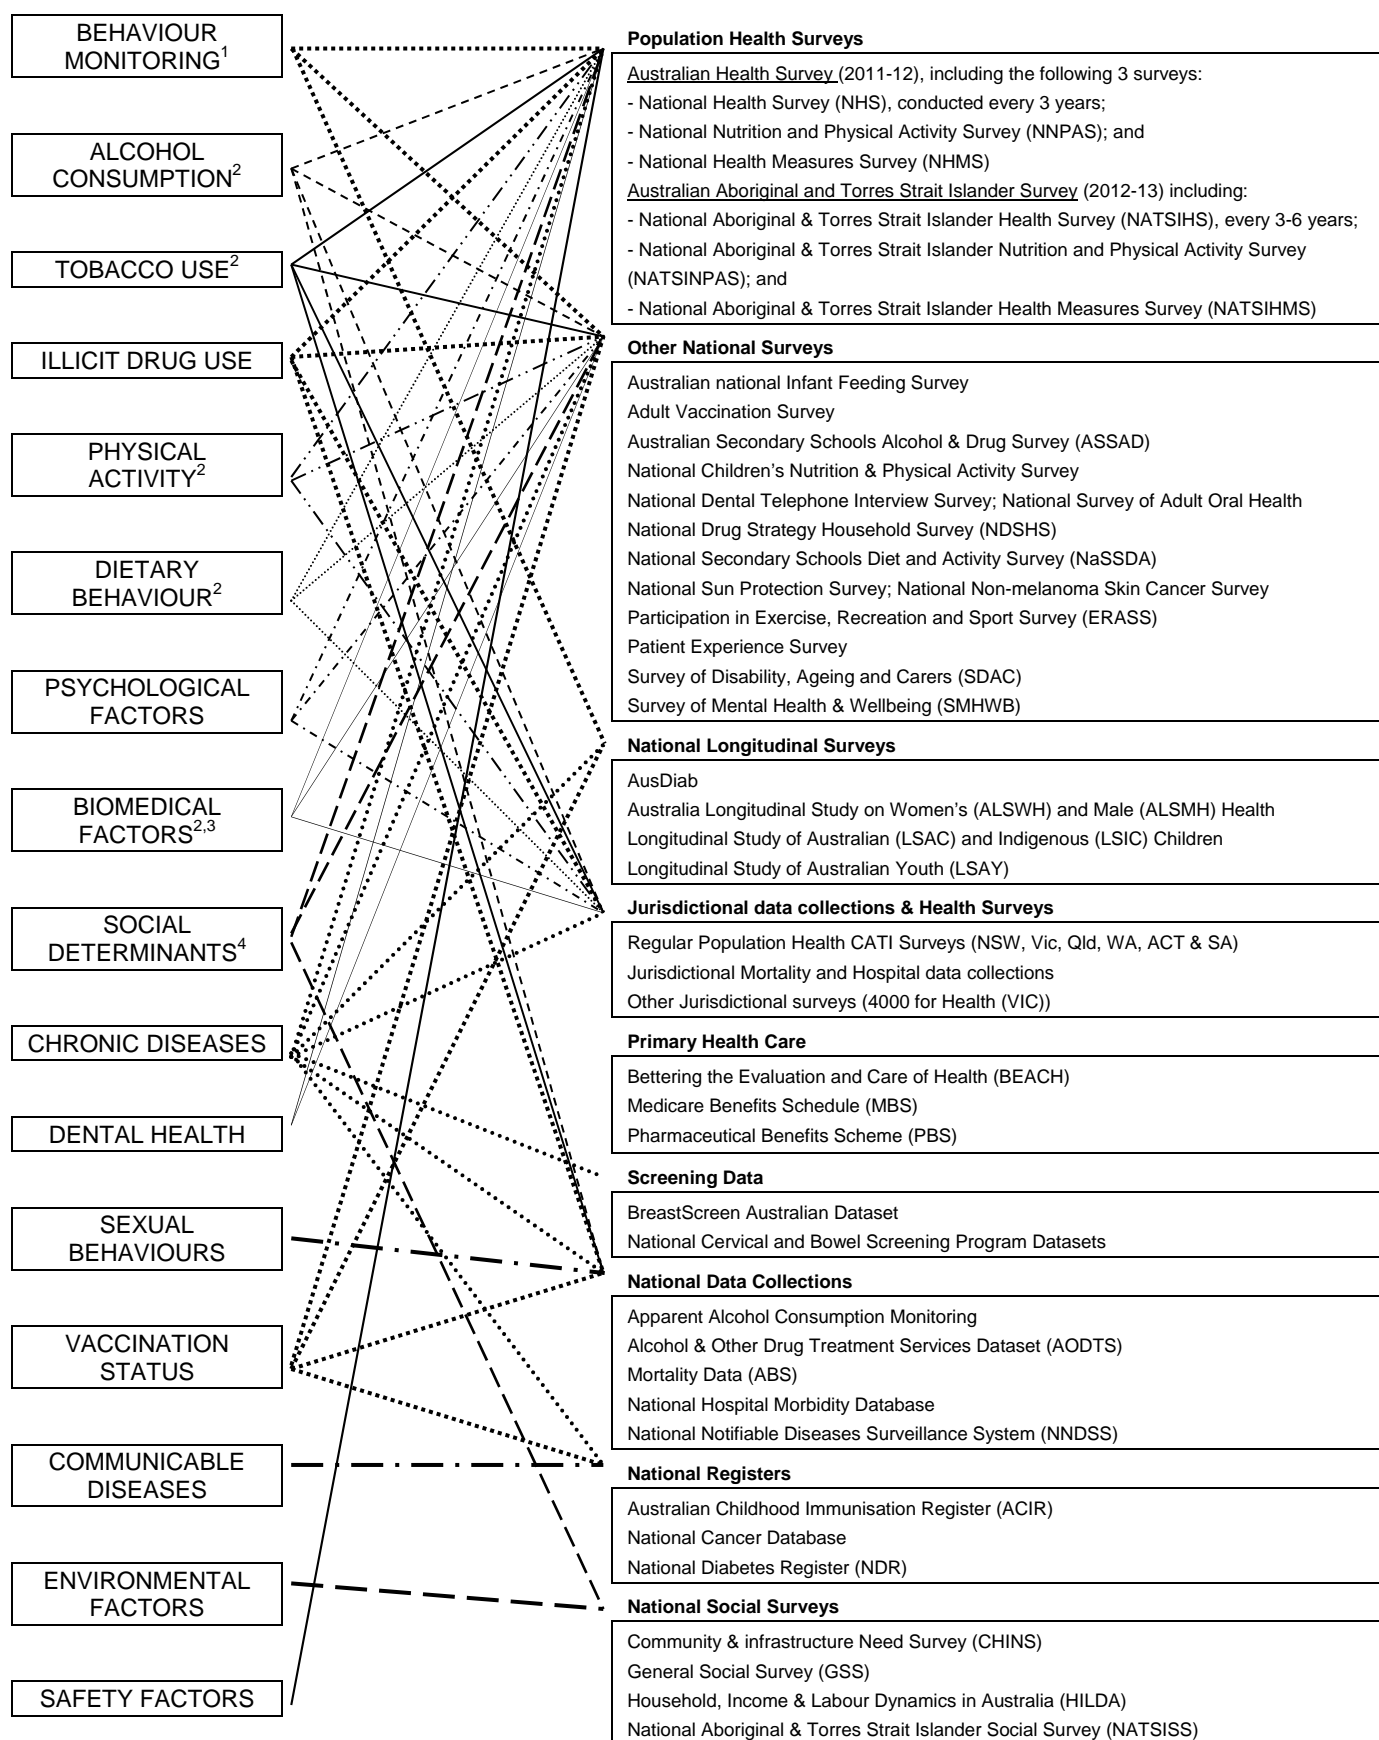 BEHAVIOUR
MONITORING1
ALCOHOL
CONSUMPTION2
TOBACCO USE2
ILLICIT DRUG USE
PHYSICAL
ACTIVITY2
DIETARY
BEHAVIOUR2
PSYCHOLOGICAL
FACTORS
BIOMEDICAL
FACTORS2,3
SOCIAL
DETERMINANTS4
CHRONIC DISEASES
DENTAL HEALTH
SEXUAL
BEHAVIOURS
VACCINATION
STATUS
COMMUNICABLE
DISEASES
ENVIRONMENTAL
FACTORS
SAFETY FACTORS
Population Health Surveys
Australian Health Survey (2011-12), including the following 3 surveys:
- National Health Survey (NHS), conducted every 3 years;
- National Nutrition and Physical Activity Survey (NNPAS); and
- National Health Measures Survey (NHMS)
Australian Aboriginal and Torres Strait Islander Survey (2012-13) including:
- National Aboriginal & Torres Strait Islander Health Survey (NATSIHS), every 3-6 years;
- National Aboriginal & Torres Strait Islander Nutrition and Physical Activity Survey
(NATSINPAS); and
- National Aboriginal & Torres Strait Islander Health Measures Survey (NATSIHMS)
Other National Surveys
Australian national Infant Feeding Survey
Adult Vaccination Survey
Australian Secondary Schools Alcohol & Drug Survey (ASSAD)
National Children's Nutrition & Physical Activity Survey
National Dental Telephone Interview Survey; National Survey of Adult Oral Health
National Drug Strategy Household Survey (NDSHS)
National Secondary Schools Diet and Activity Survey (NaSSDA)
National Sun Protection Survey; National Non-melanoma Skin Cancer Survey
Participation in Exercise, Recreation and Sport Survey (ERASS)
Patient Experience Survey
Survey of Disability, Ageing and Carers (SDAC)
Survey of Mental Health & Wellbeing (SMHWB)
National Longitudinal Surveys
AusDiab
Australia Longitudinal Study on Women's (ALSWH) and Male (ALSMH) Health
Longitudinal Study of Australian (LSAC) and Indigenous (LSIC) Children
Longitudinal Study of Australian Youth (LSAY)
Jurisdictional data collections & Health Surveys
Regular Population Health CATI Surveys (NSW, Vic, Qld, WA, ACT & SA)
Jurisdictional Mortality and Hospital data collections
Other Jurisdictional surveys (4000 for Health (VIC))
Primary Health Care
Bettering the Evaluation and Care of Health (BEACH)
Medicare Benefits Schedule (MBS)
Pharmaceutical Benefits Scheme (PBS)
Screening Data
BreastScreen Australian Dataset
National Cervical and Bowel Screening Program Datasets
National Data Collections
Apparent Alcohol Consumption Monitoring
Alcohol & Other Drug Treatment Services Dataset (AODTS)
Mortality Data (ABS)
National Hospital Morbidity Database
National Notifiable Diseases Surveillance System (NNDSS)
National Registers
Australian Childhood Immunisation Register (ACIR)
National Cancer Database
National Diabetes Register (NDR)
National Social Surveys
Community & infrastructure Need Survey (CHINS)
General Social Survey (GSS)
Household, Income & Labour Dynamics in Australia (HILDA)
National Aboriginal & Torres Strait Islander Social Survey (NATSISS)